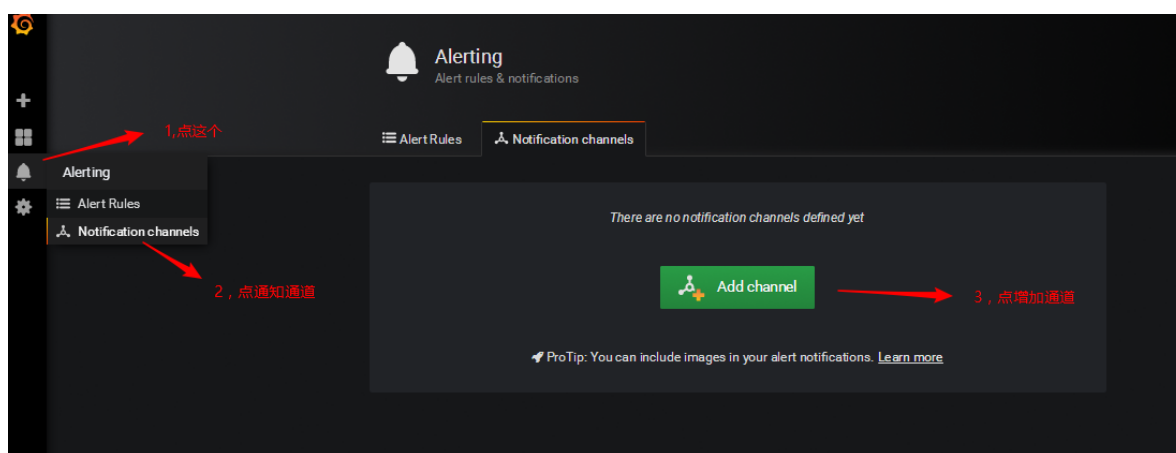 Alerting
Alert rules & notifications
1,点这个
Alert Rules
Notification channels
Alerting
Alert Rules
Notification channels
There are no notification channels defined yet
2，点通知通道
Add channel
3，点增加通道
ProTip: You can include images in your alert notifications. Learn more